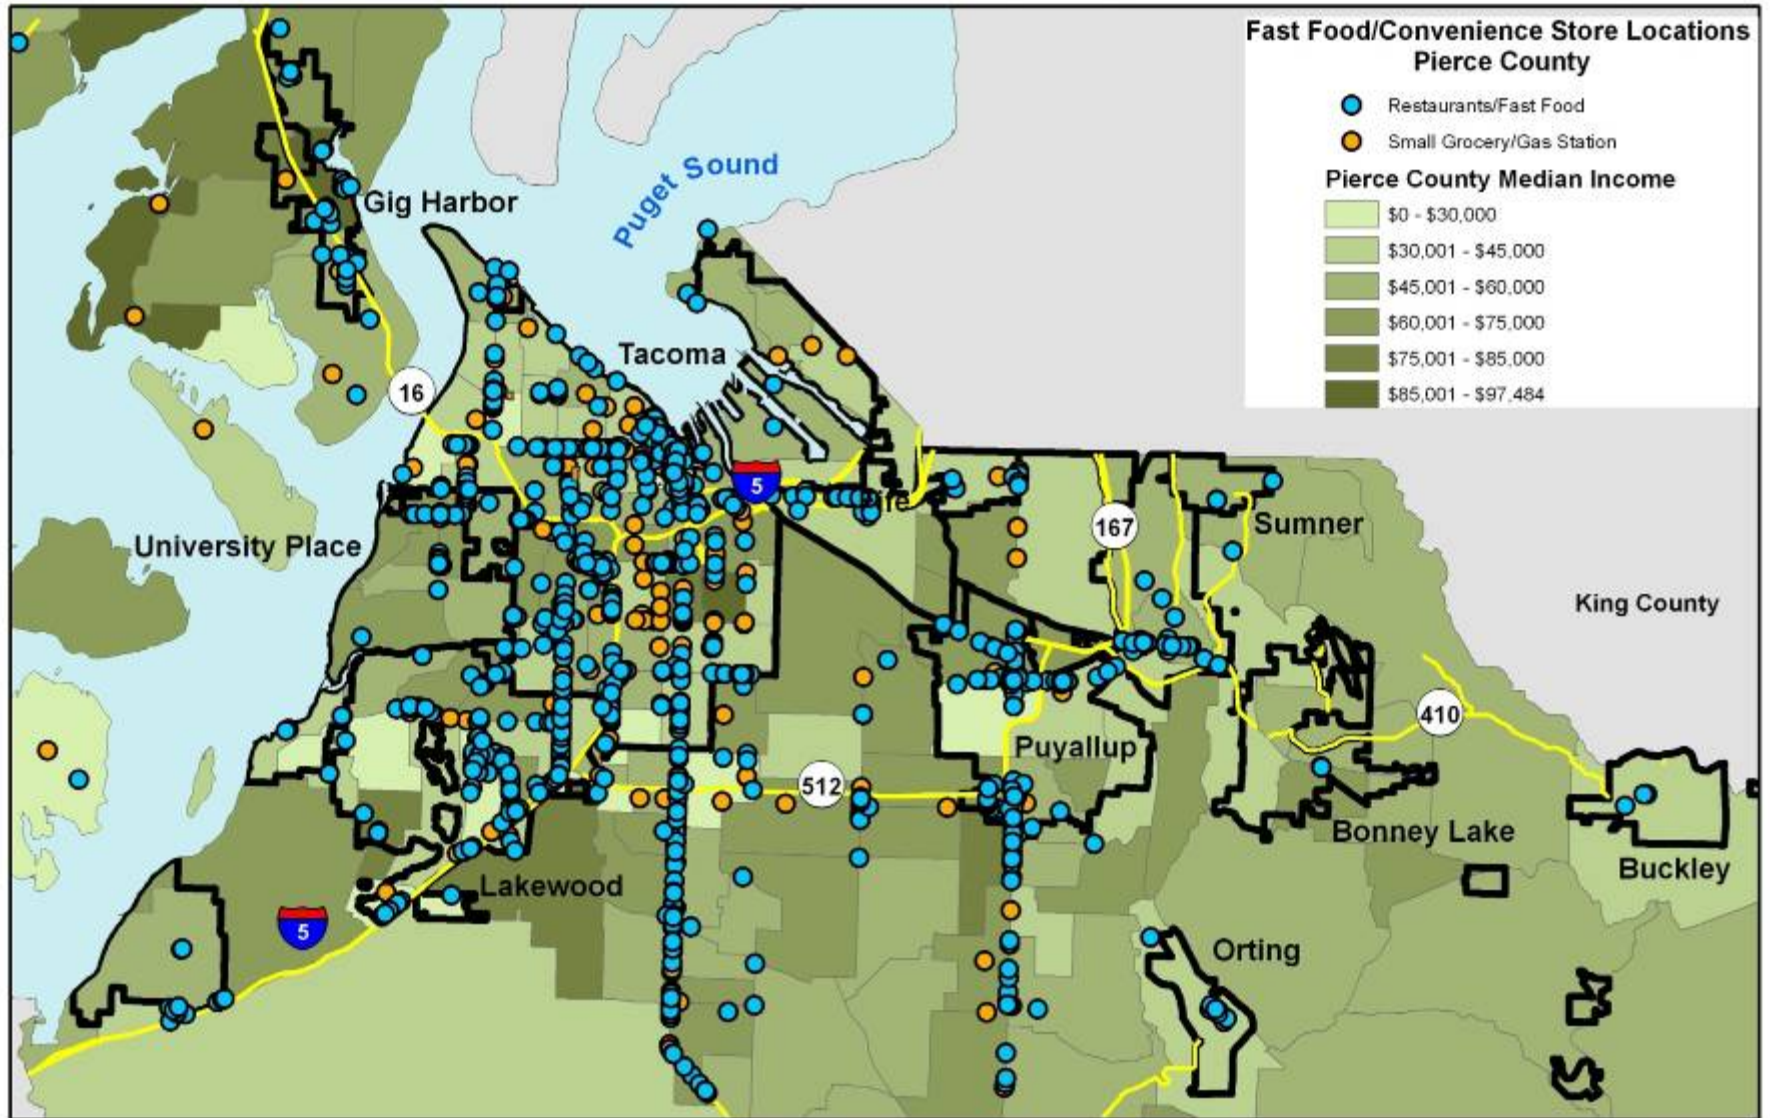 Fast Food/Convenience Store Locations
Pierce County
Restaurants/Fast Food
Small Grocery/Gas Station
Pierce County Median Income
$0 - $30,000
$30,001 - $45,000
$45,001 - $60,000
$60,001 - $75,000
$75,001 - $85,000
$85,001 - $97,484
Puget Sound
Gig Harbor
Tacoma
16
5
University Place
167
Sumner
King County
410
Puyallup
512
Bonney Lake
Buckley
Lakewood
5
Orting